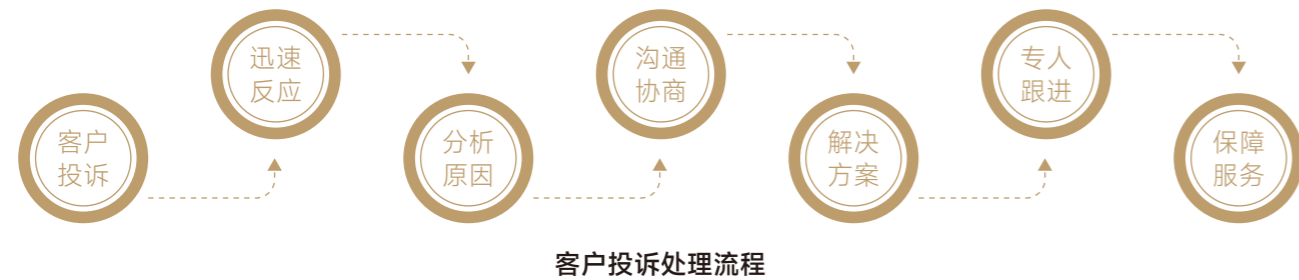 客户
投诉
迅速
反应
分析
原因
沟通
协商
解决
方案
专人
跟进
保障
服务
客户投诉处理流程